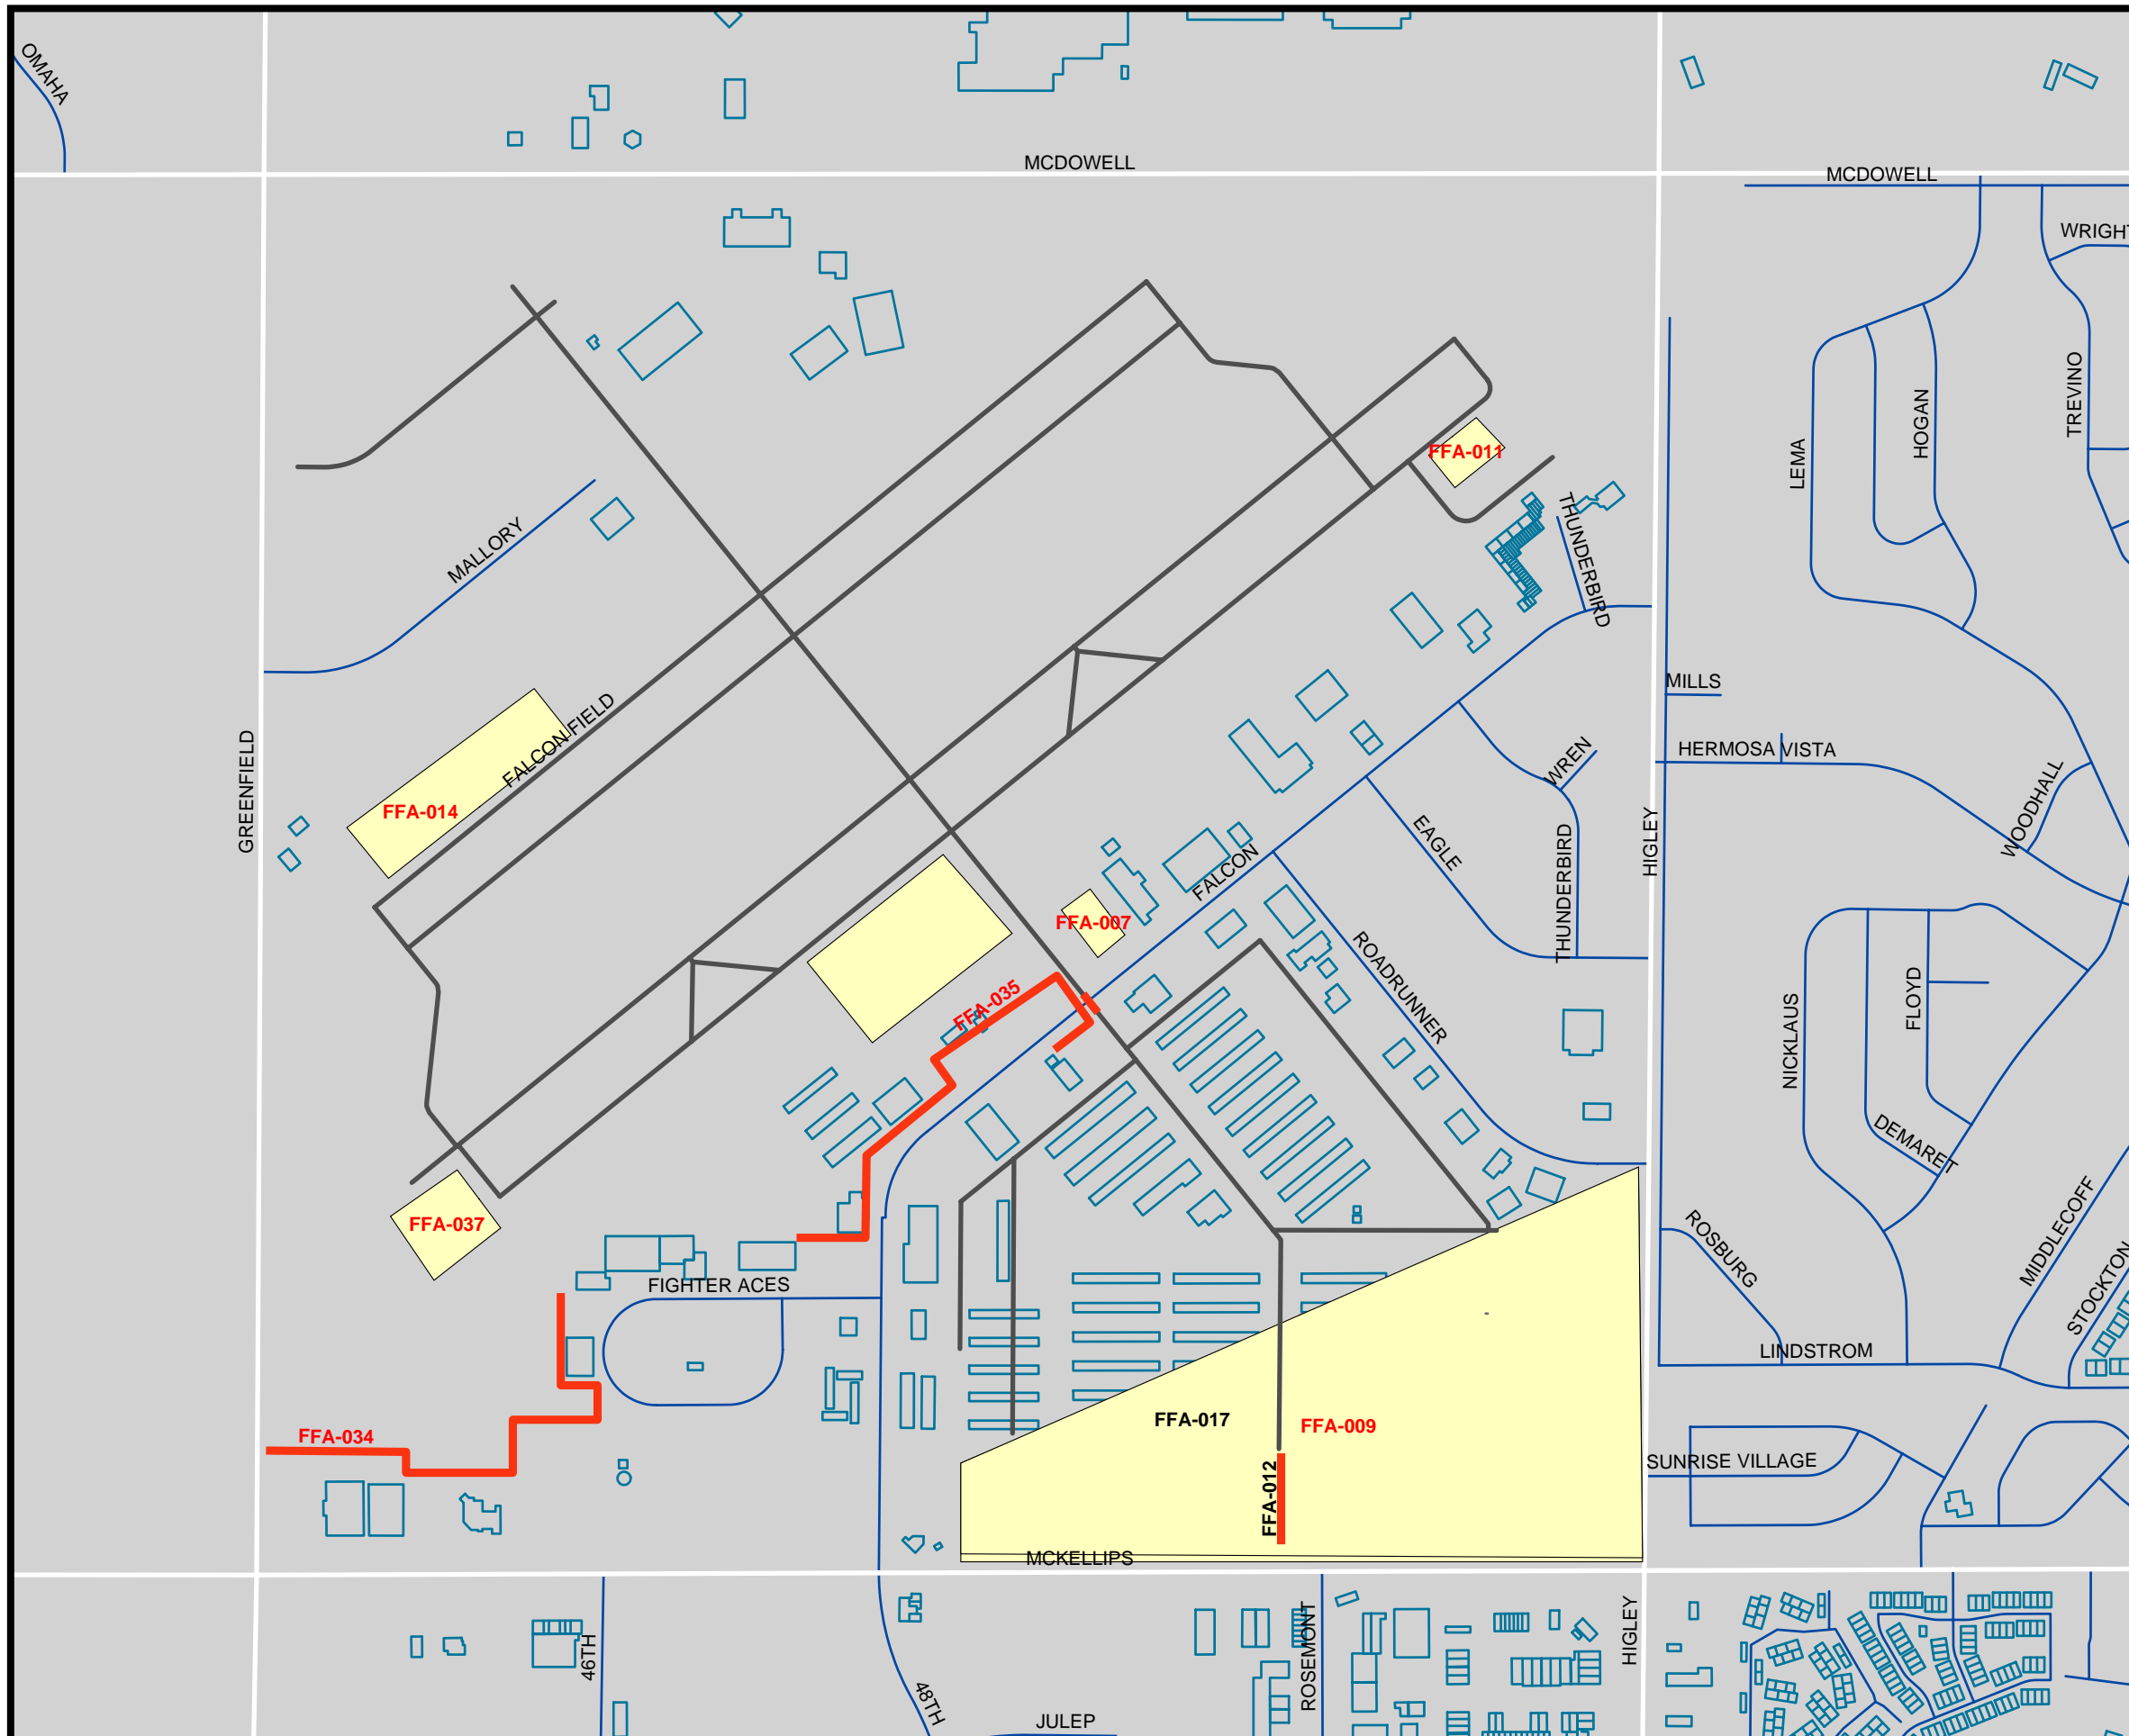 OMAHA
MCDOWELL
MCDOWELL
WRIGHT
TREVINO
HOGAN
LEMA
FFA-011
THUNDERBIRD
MALLORY
MILLS
FALCON FIELD
GREENFIELD
HERMOSA VISTA
WREN
WOODHALL
FFA-014
EAGLE
HIGLEY
THUNDERBIRD
FALCON
FFA-007
ROADRUNNER
FFA-035
FLOYD
NICKLAUS
DEMARET
FFA-037
ROSBURG
MIDDLECOFF
STOCKTON
FIGHTER ACES
LINDSTROM
FFA-034
FFA-017
FFA-009
SUNRISE VILLAGE
FFA-012
MCKELLIPS
46TH
48TH
ROSEMONT
HIGLEY
JULEP